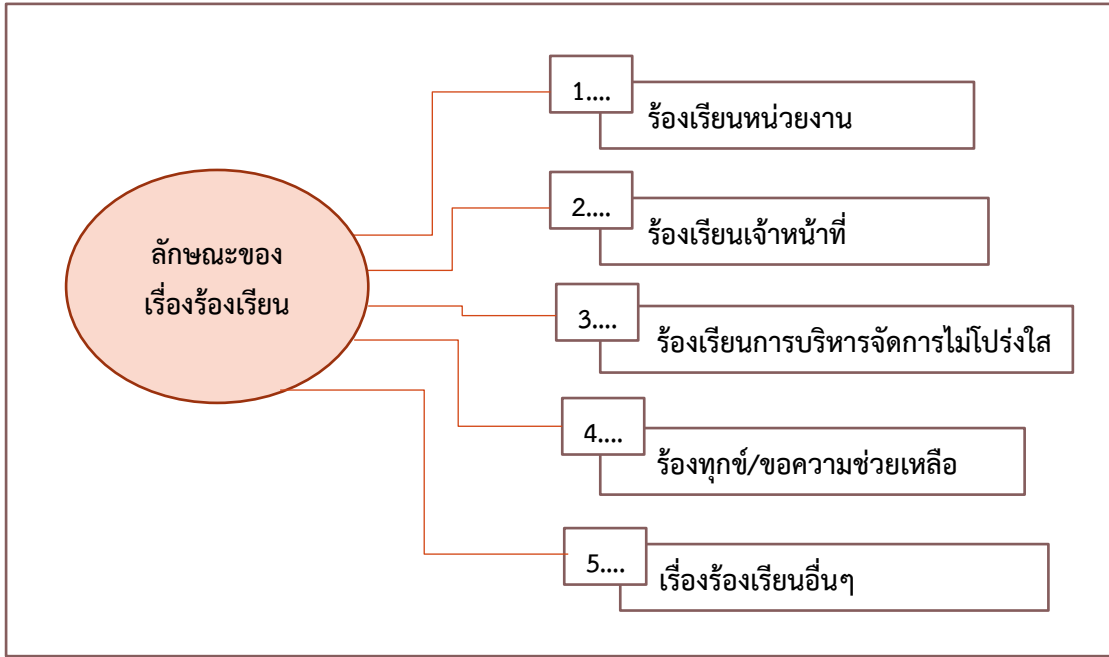 ลักษณะของ
เรื่องร้องเรียน
1....
ร้องเรียนหน่วยงาน
2....
ร้องเรียนเจ้าหน้าที่
3....
ร้องเรียนการบริหารจัดการไม่โปร่งใส
4....
ร้องทุกข์/ขอความช่วยเหลือ
5....
เรื่องร้องเรียนอื่นๆ